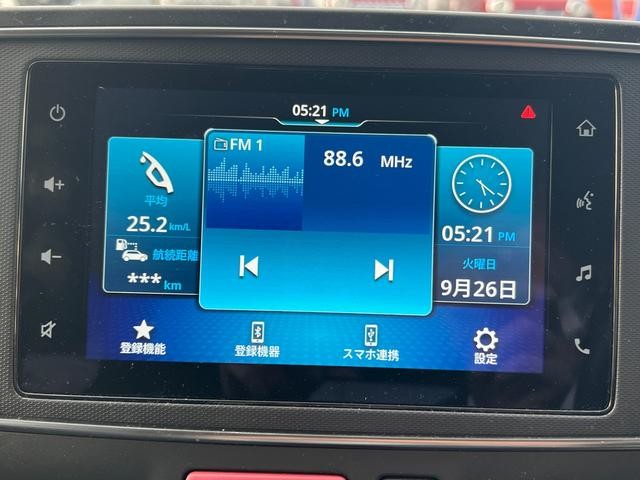 05:21 PM
平均
25.2 km/L
航続距離
*** km
FM 1
88.6 MHz
05:21 PM
火曜日
9月26日
登録機能
登録機器
スマホ連携
設定